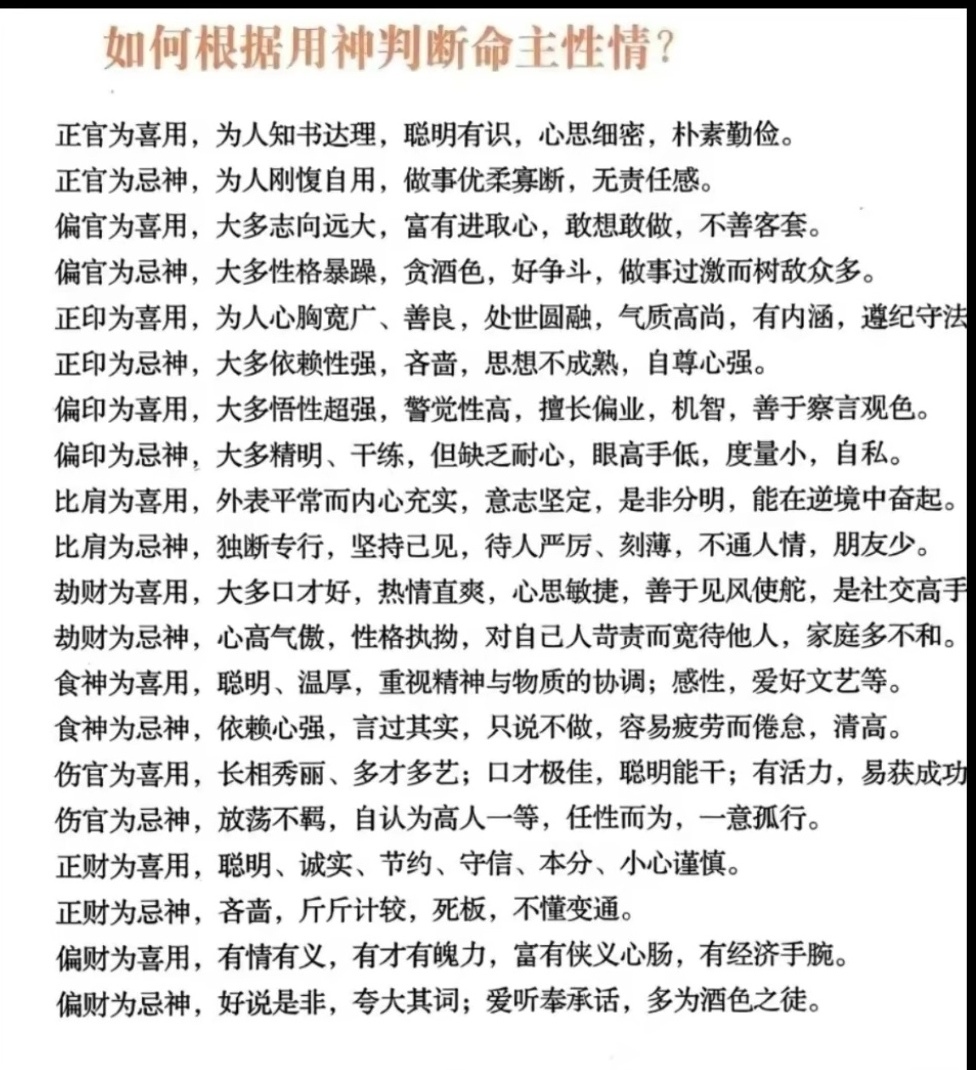 如何根据用神判断命主性情？
正官为喜用，为人知书达理，聪明有识，心思细密，朴素勤俭。
正官为忌神，为人刚愎自用，做事优柔寡断，无责任感。
偏官为喜用，大多志向远大，富有进取心，敢想敢做，不善客套。
偏官为忌神，大多性格暴躁，贪酒色，好争斗，做事过激而树敌众多。
正印为喜用，为人心胸宽广、善良，处世圆融，气质高尚，有内涵，遵纪守法
正印为忌神，大多依赖性强，吝啬，思想不成熟，自尊心强。
偏印为喜用，大多悟性超强，警觉性高，擅长偏业，机智，善于察言观色。
偏印为忌神，大多精明、干练，但缺乏耐心，眼高手低，度量小，自私。
比肩为喜用，外表平常而内心充实，意志坚定，是非分明，能在逆境中奋起。
比肩为忌神，独断专行，坚持己见，待人严厉、刻薄，不通人情，朋友少。
劫财为喜用，大多口才好，热情直爽，心思敏捷，善于见风使舵，是社交高手
劫财为忌神，心高气傲，性格执拗，对自己人苛责而宽待他人，家庭多不和。
食神为喜用，聪明、温厚，重视精神与物质的协调；感性，爱好文艺等。
食神为忌神，依赖心强，言过其实，只说不做，容易疲劳而倦怠，清高。
伤官为喜用，长相秀丽、多才多艺；口才极佳，聪明能干；有活力，易获成功
伤官为忌神，放荡不羁，自认为高人一等，任性而为，一意孤行。
正财为喜用，聪明、诚实、节约、守信、本分、小心谨慎。
正财为忌神，吝啬，斤斤计较，死板，不懂变通。
偏财为喜用，有情有义，有才有魄力，富有侠义心肠，有经济手腕。
偏财为忌神，好说是非，夸大其词；爱听奉承话，多为酒色之徒。